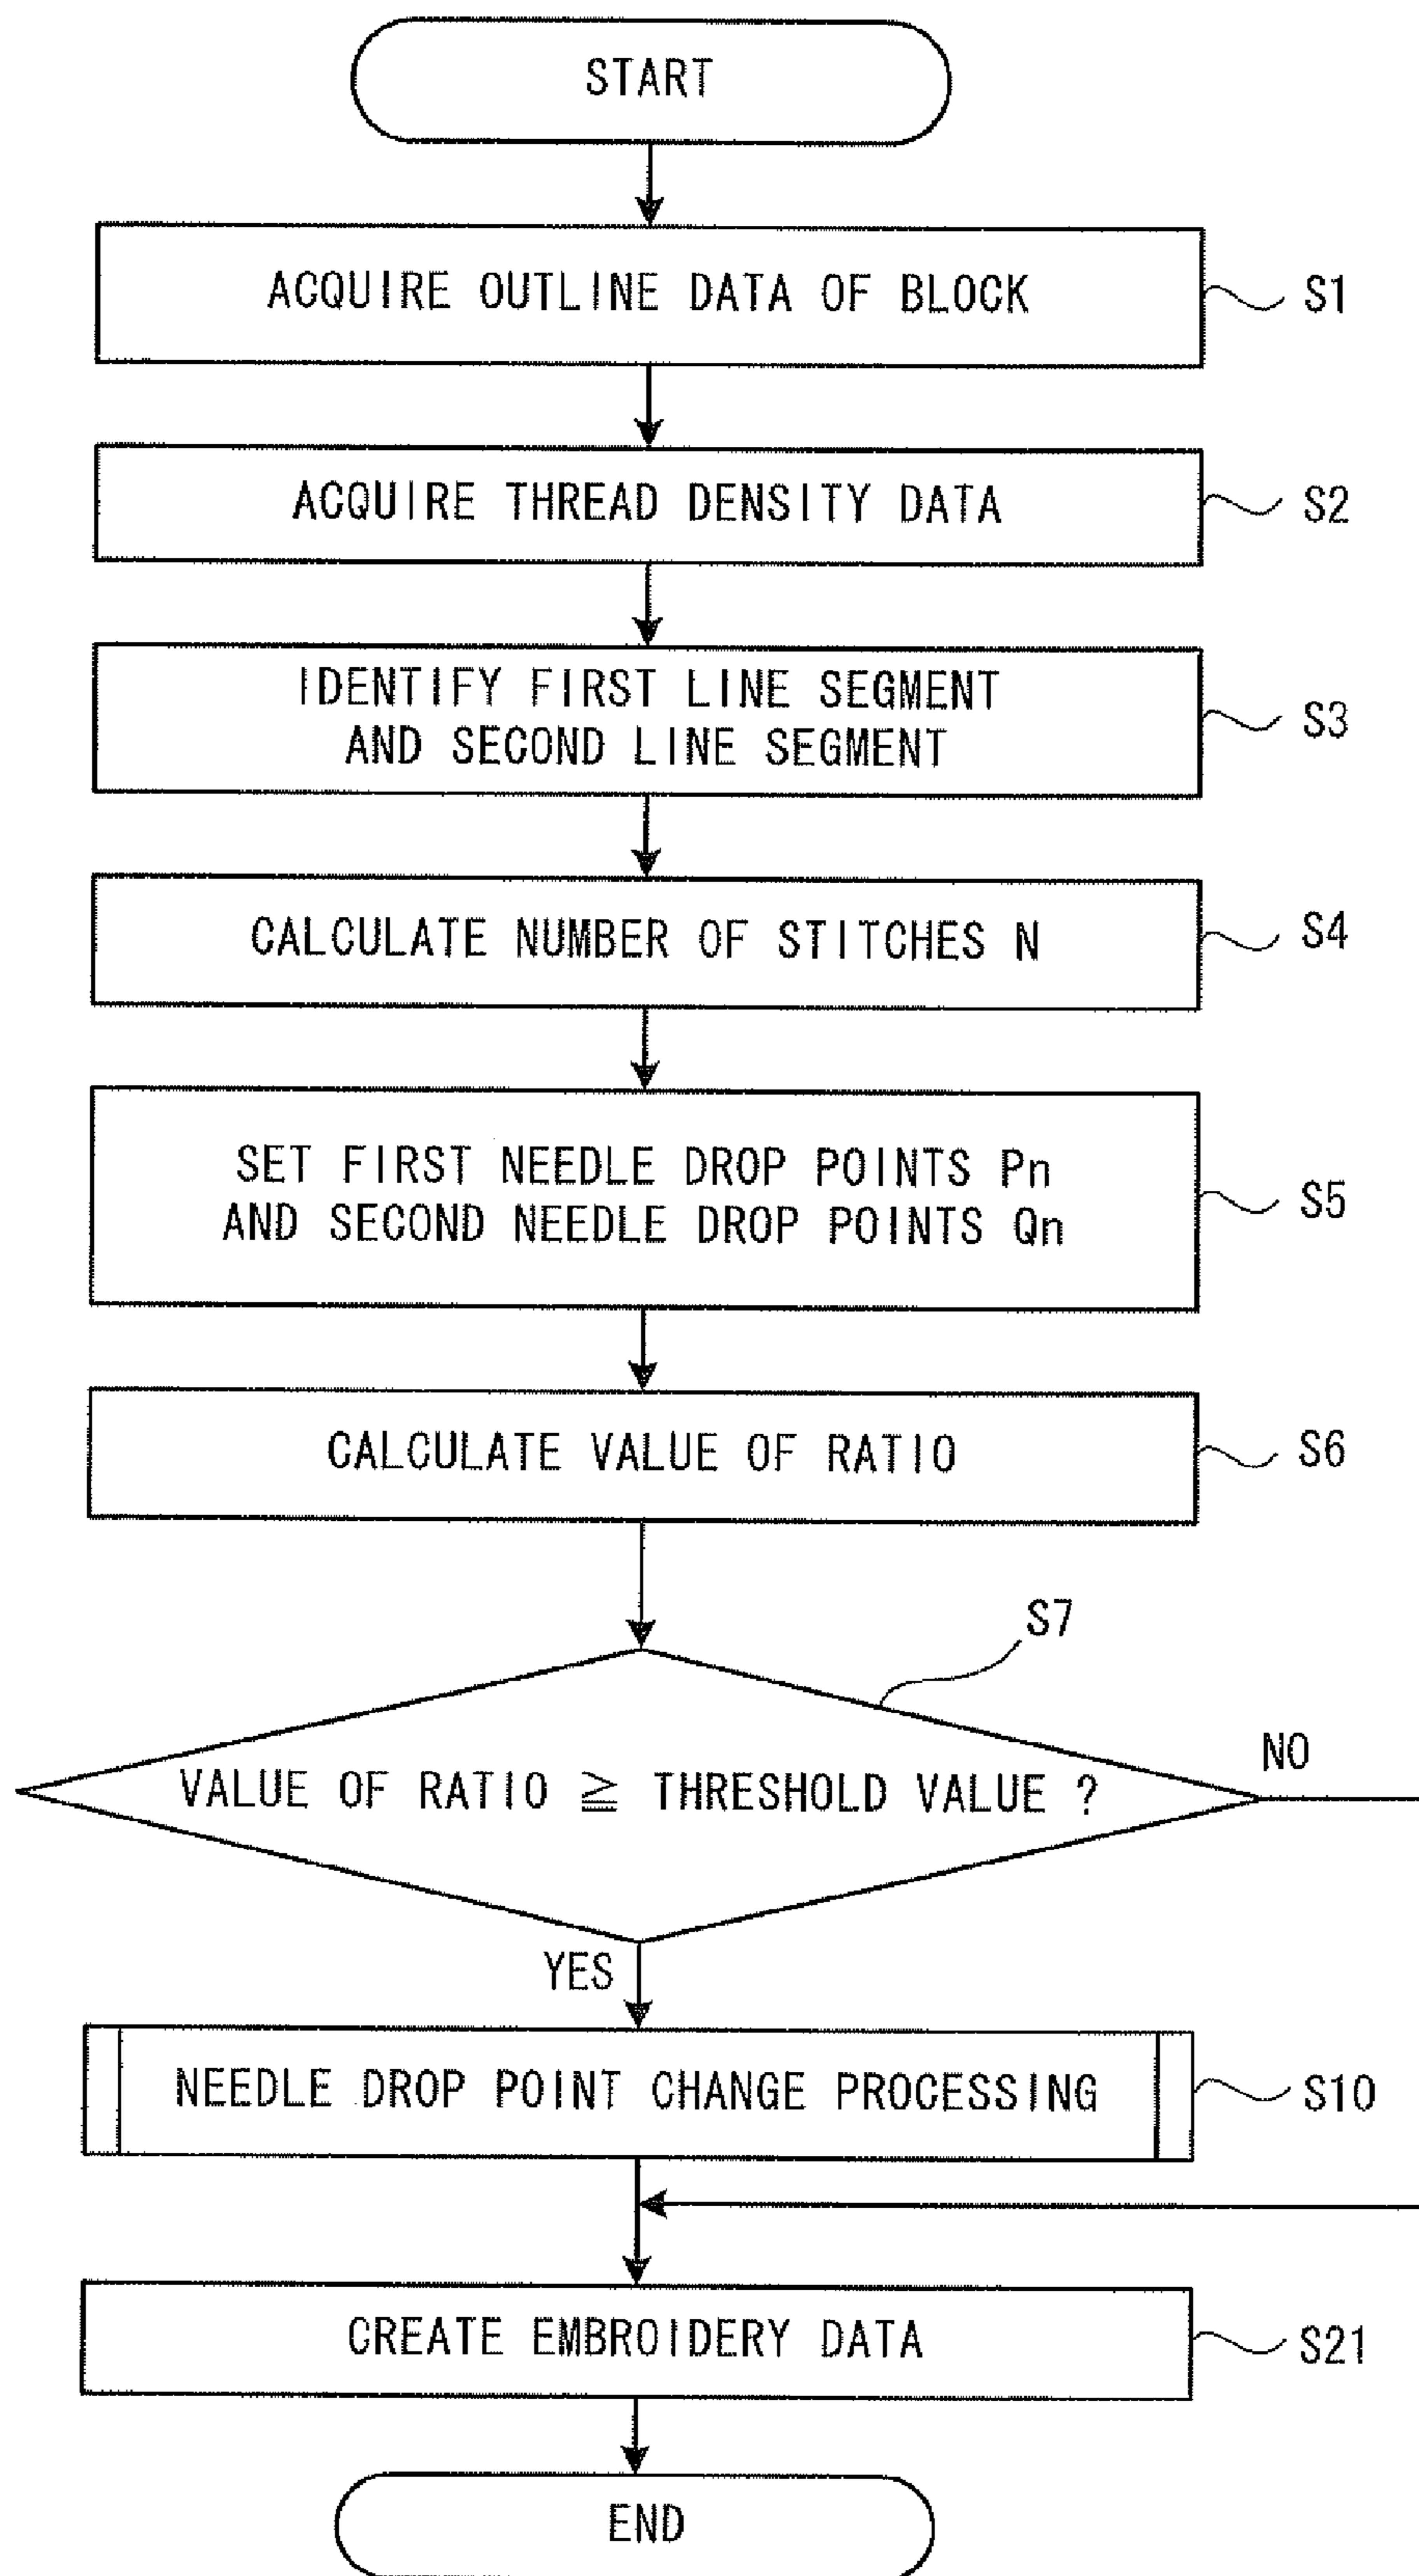 START
ACQUIRE OUTLINE DATA OF BLOCK
S1
ACQUIRE THREAD DENSITY DATA
S2
IDENTIFY FIRST LINE SEGMENT
AND SECOND LINE SEGMENT
S3
CALCULATE NUMBER OF STITCHES N
S4
SET FIRST NEEDLE DROP POINTS Pn
AND SECOND NEEDLE DROP POINTS Qn
S5
CALCULATE VALUE OF RATIO
S6
S7
VALUE OF RATIO ≧ THRESHOLD VALUE ?
NO
YES
NEEDLE DROP POINT CHANGE PROCESSING
S10
CREATE EMBROIDERY DATA
S21
END